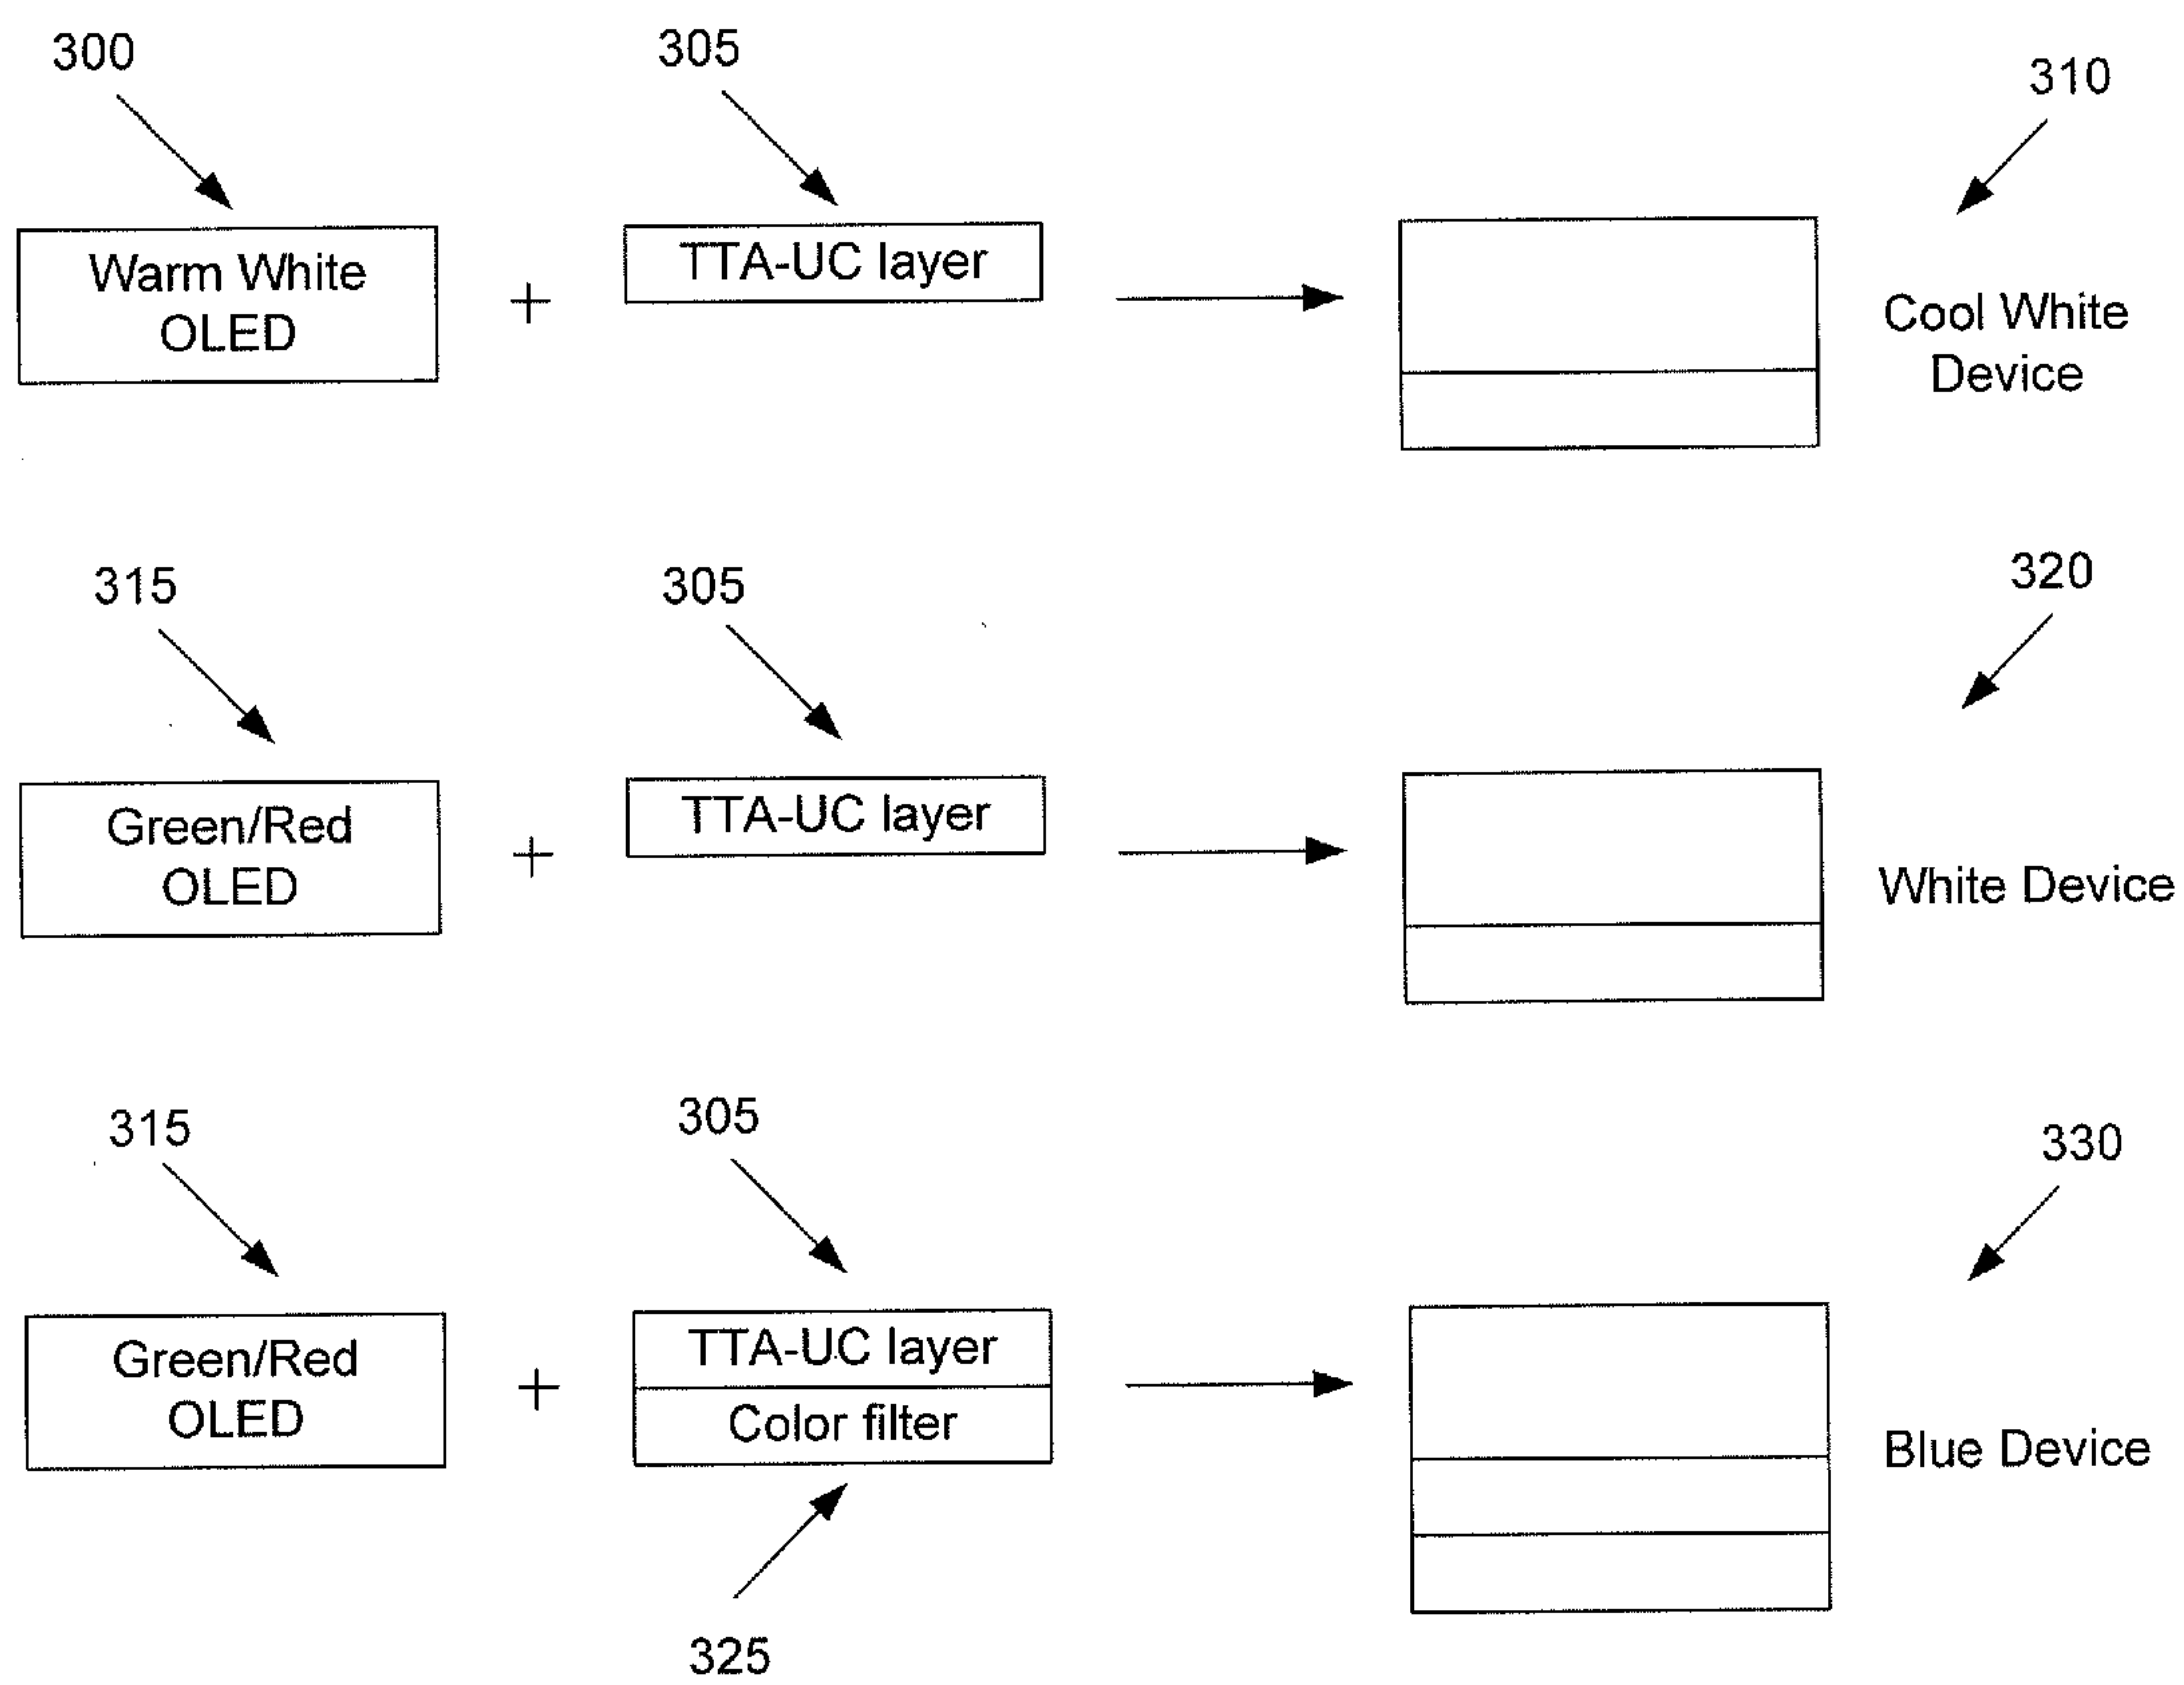 300
305
310
Warm White
OLED
+
TTA-UC layer
Cool White
Device
315
305
320
Green/Red
OLED
+
TTA-UC layer
White Device
315
305
330
Green/Red
OLED
+
TTA-UC layer
Color filter
Blue Device
325